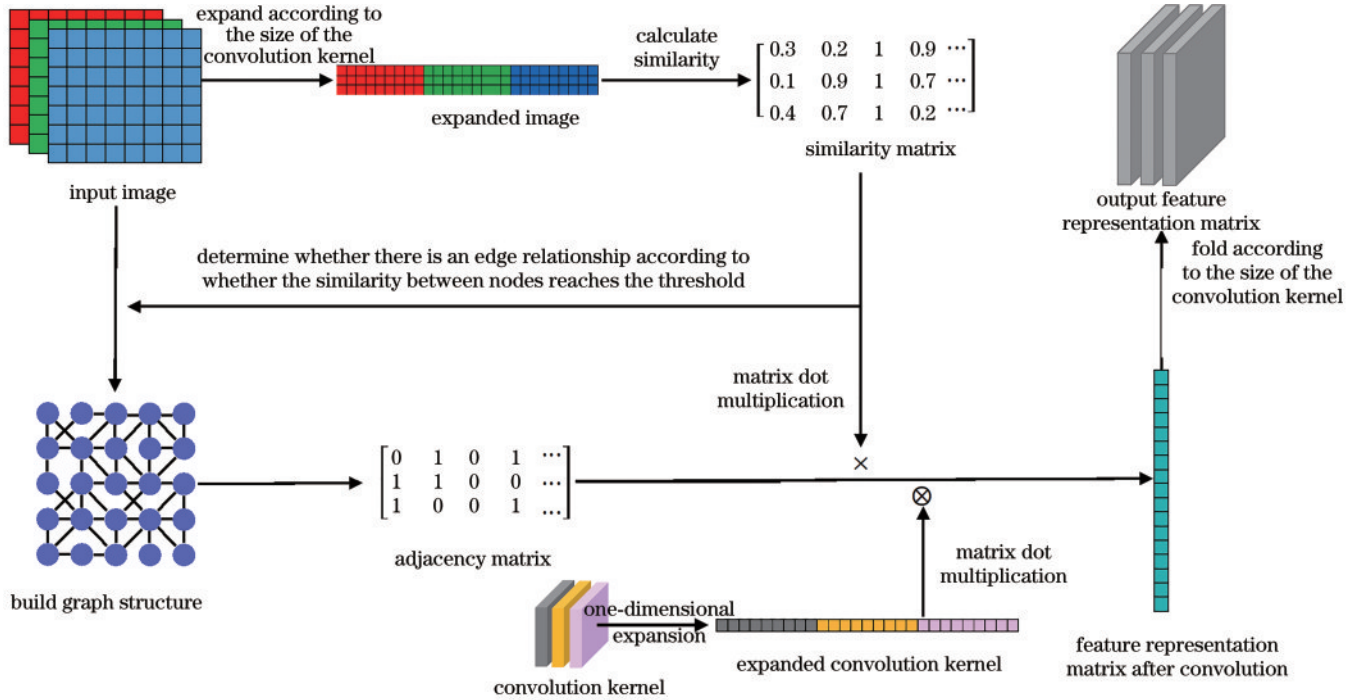 expand according to
the size of the
convolution kernel
calculate
similarity
0.3 0.2 1 0.9 ···
0.1 0.9 1 0.7 ···
0.4 0.7 1 0.2 ···
expanded image
similarity matrix
input image
output feature
representation matrix
fold according
to the size of the
convolution kernel
determine whether there is an edge relationship according to
whether the similarity between nodes reaches the threshold
matrix dot
multiplication
×
0 1 0 1 ···
1 1 0 0 ···
1 0 0 1 ...
⊗
adjacency matrix
matrix dot
multiplication
build graph structure
one-dimensional
expansion
convolution kernel
expanded convolution kernel
feature representation
matrix after convolution